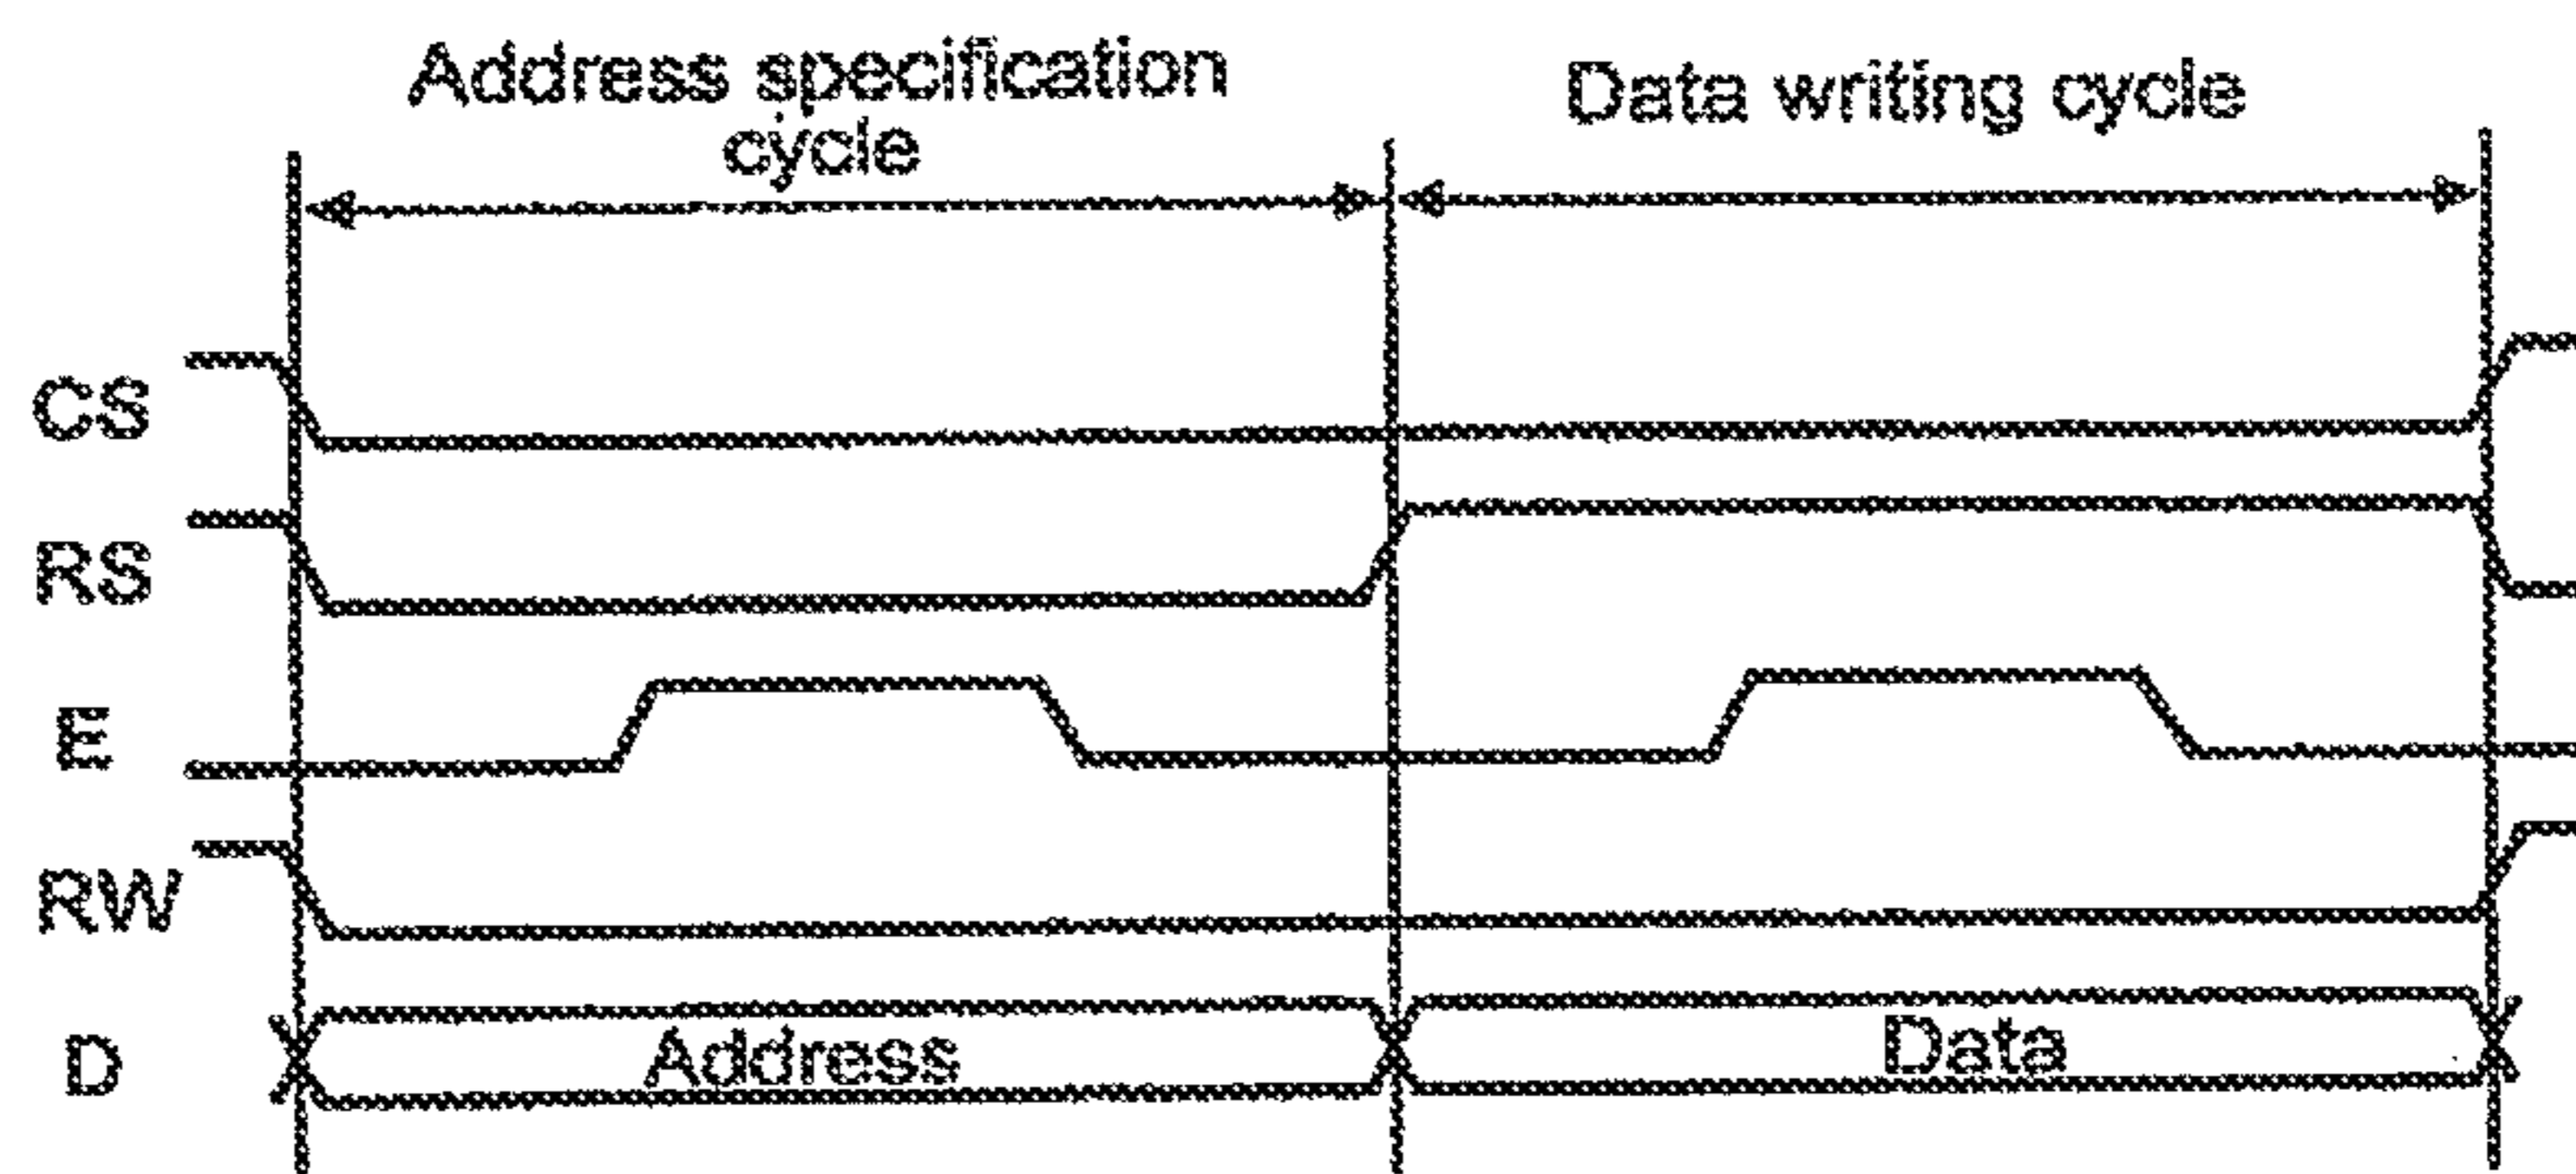 Address specification
cycle
Data writing cycle
CS
RS
E
RW
D
Address
Data